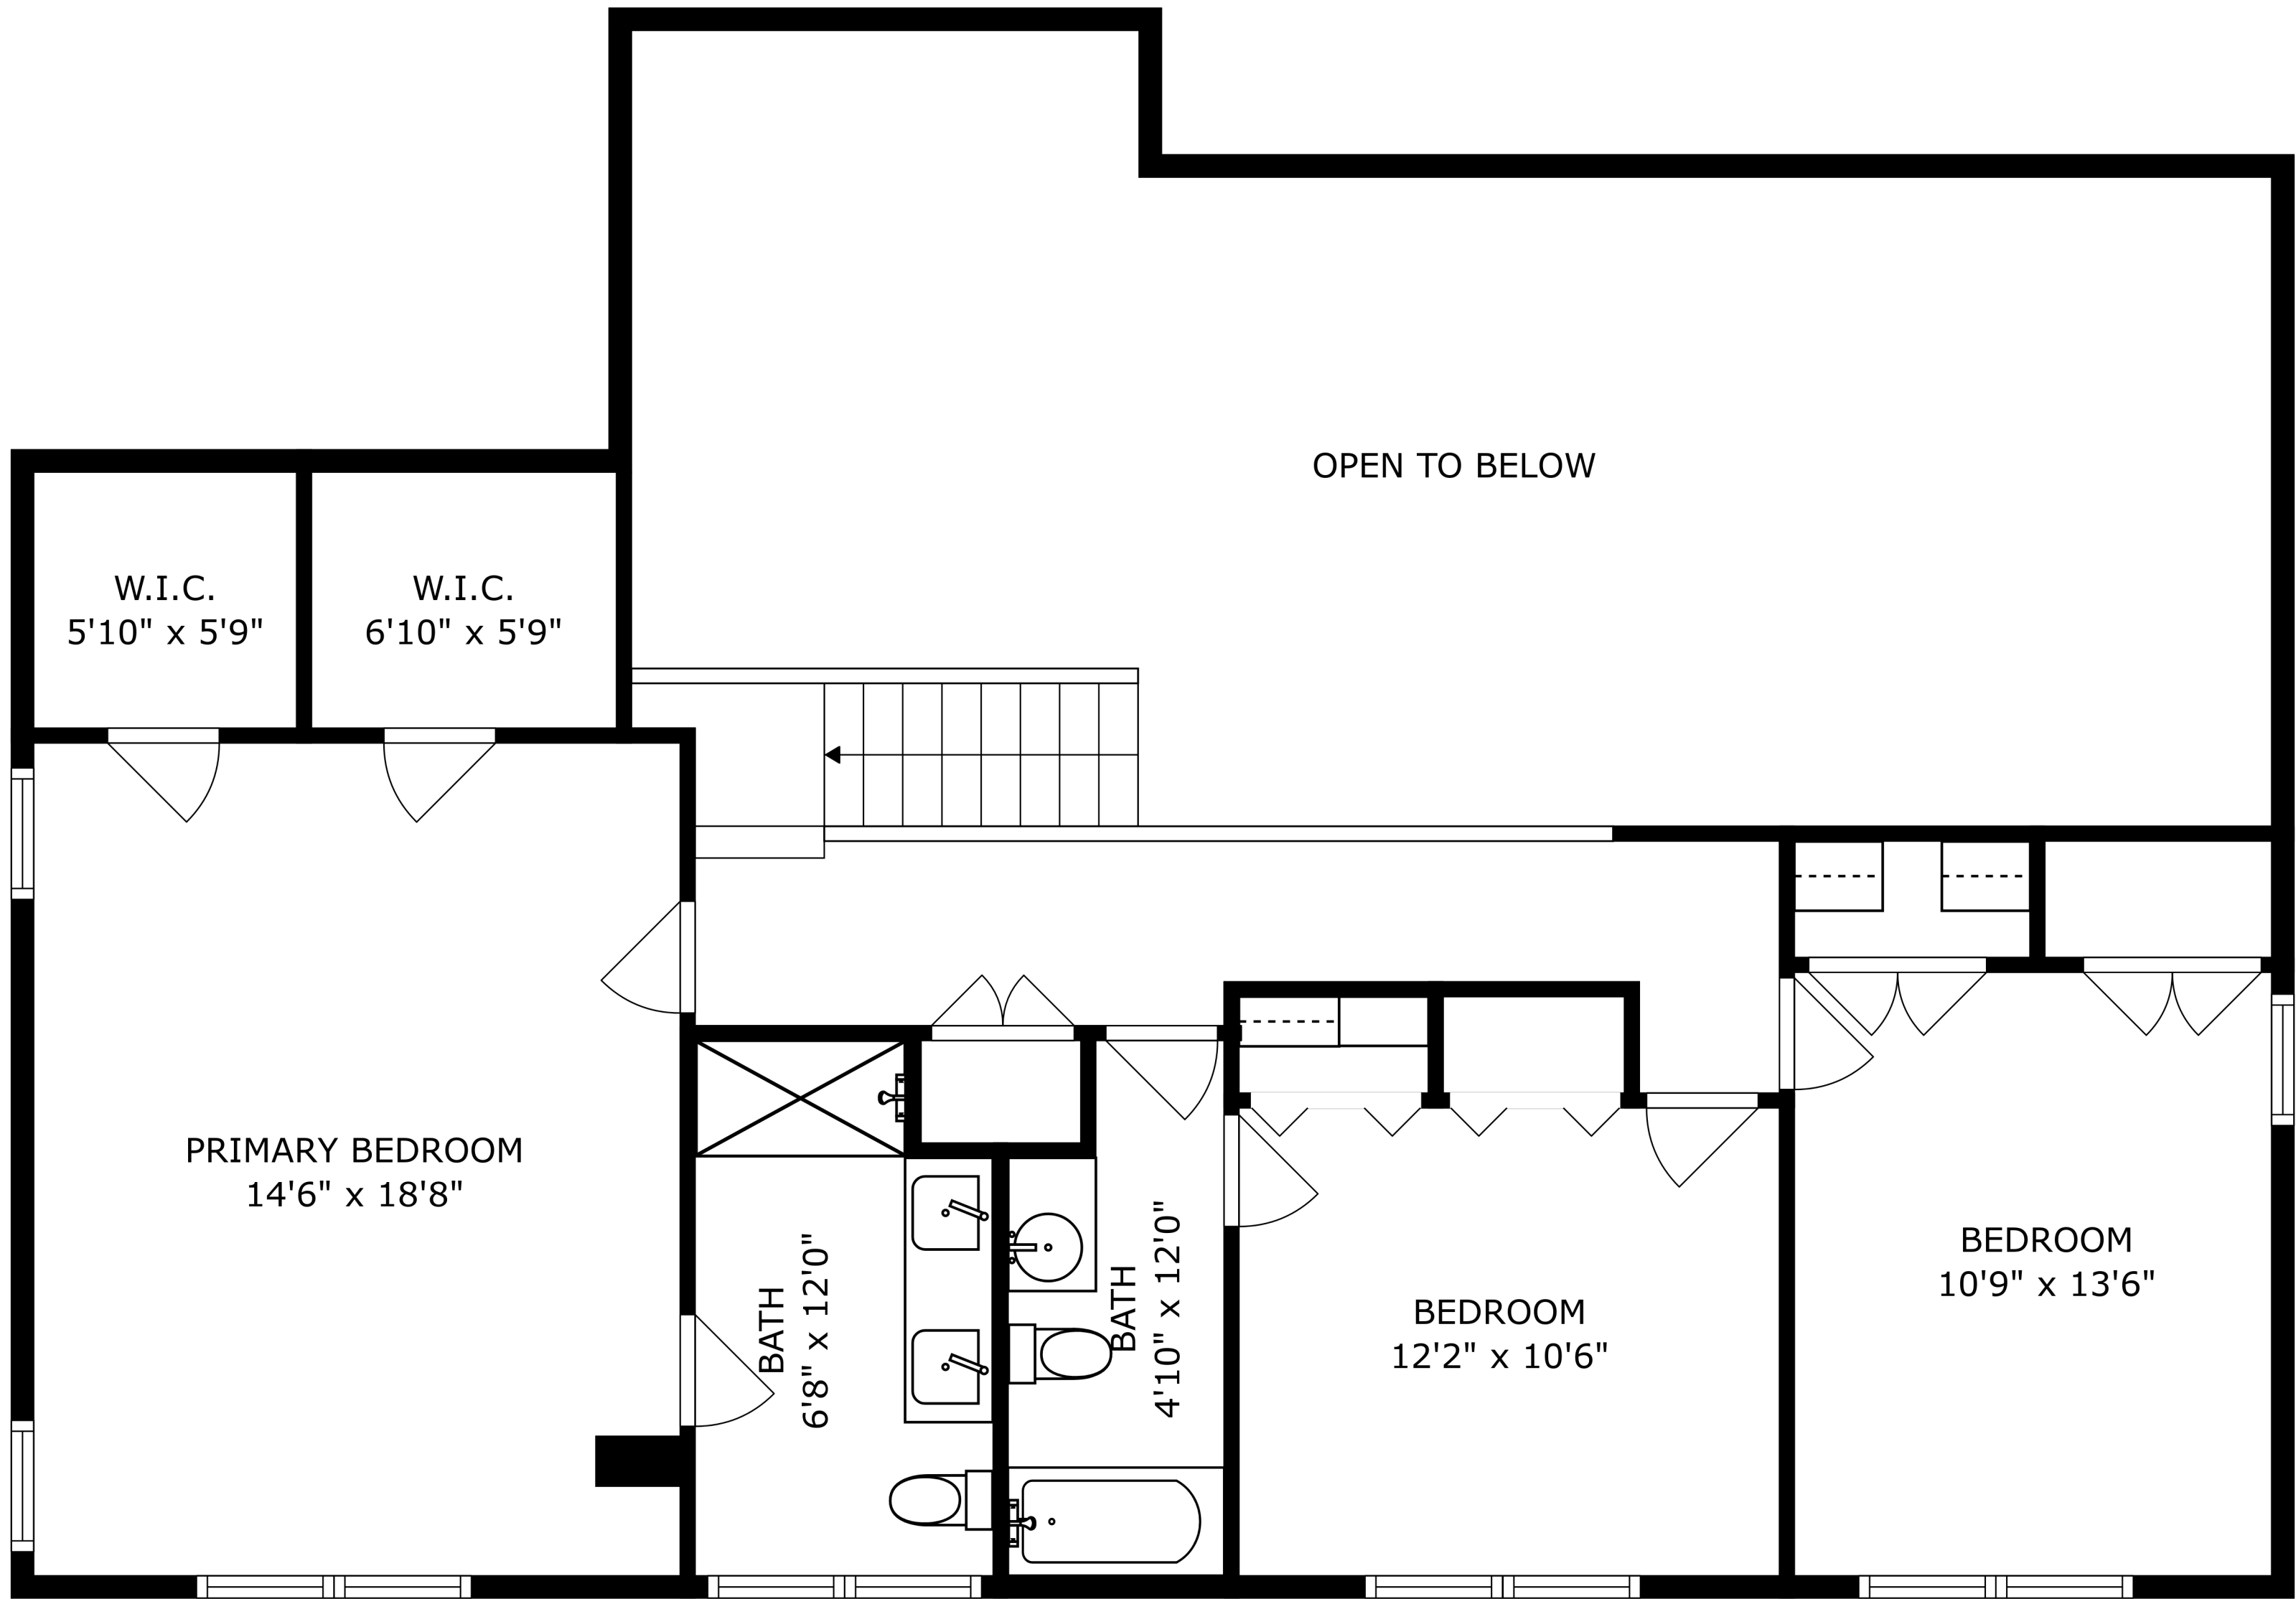 OPEN TO BELOW
W.I.C.
5'10" x 5'9"
W.I.C.
6'10" x 5'9"
PRIMARY BEDROOM
14'6" x 18'8"
BATH
6'8" x 12'0"
BATH
4'10" x 12'0"
BEDROOM
12'2" x 10'6"
BEDROOM
10'9" x 13'6"